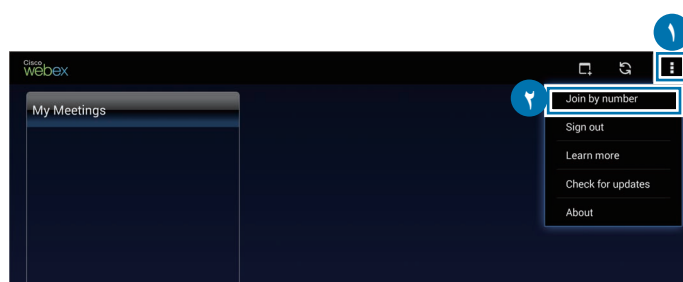 ١
Cisco
webex
٢
Join by number
My Meetings
Sign out
Learn more
Check for updates
About